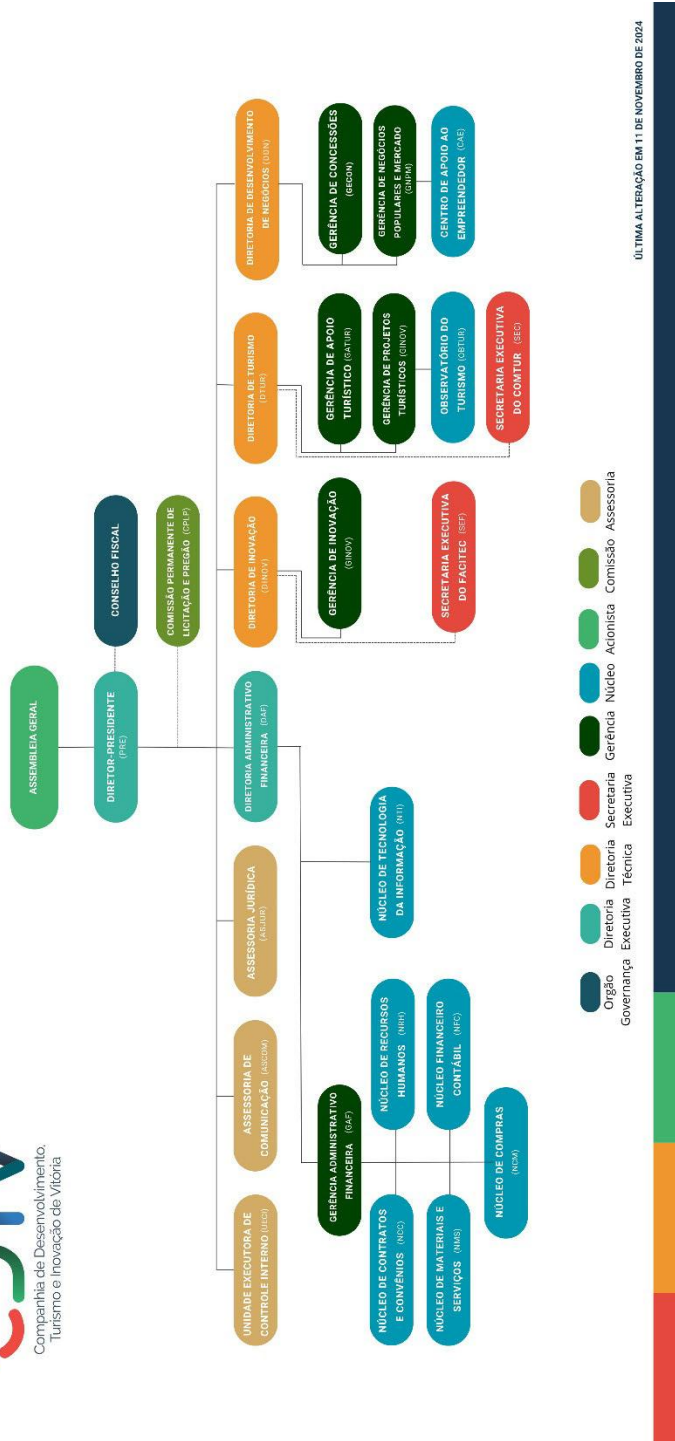 Companhia de Desenvolvimento,
Turismo e Inovação de Vitória
ASSEMBLEIA GERAL
DIRETOR-PRESIDENTE
(PRE)
CONSELHO FISCAL
COMISSÃO PERMANENTE DE
LICITAÇÃO E PREGÃO (CPLP)
UNIDADE EXECUTORA DE
CONTROLE INTERNO (UECI)
ASSESSORIA DE
COMUNICAÇÃO (ASCOM)
ASSESSORIA JURÍDICA
(ASJUR)
DIRETORIA ADMINISTRATIVO
FINANCEIRA (DAF)
DIRETORIA DE INOVAÇÃO
(DINOV)
DIRETORIA DE TURISMO
(DTUR)
DIRETORIA DE DESENVOLVIMENTO
DE NEGÓCIOS (DDN)
GERÊNCIA ADMINISTRATIVO
FINANCEIRA (GAF)
GERÊNCIA DE INOVAÇÃO
(GINOV)
GERÊNCIA DE APOIO
TURÍSTICO (GATUR)
GERÊNCIA DE CONCESSÕES
(GECON)
NÚCLEO DE CONTRATOS
E CONVÊNIOS (NCC)
NÚCLEO DE RECURSOS
HUMANOS (NRH)
NÚCLEO DE TECNOLOGIA
DA INFORMAÇÃO (NTI)
GERÊNCIA DE PROJETOS
TURÍSTICOS (GINOV)
GERÊNCIA DE NEGÓCIOS
POPULARES E MERCADO
(GNPM)
NÚCLEO DE MATERIAIS E
SERVIÇOS (NMS)
NÚCLEO FINANCEIRO
CONTÁBIL (NFC)
SECRETARIA EXECUTIVA
DO FACITEC (SEF)
OBSERVATÓRIO DO
TURISMO (OBTUR)
CENTRO DE APOIO AO
EMPREENDEDOR (CAE)
NÚCLEO DE COMPRAS
(NCM)
SECRETARIA EXECUTIVA
DO COMTUR (SEC)
Orgão
Governança
Diretoria
Executiva
Diretoria
Técnica
Secretaria
Executiva
Gerência
Núcleo
Acionista
Comissão
Assessoria
ÚLTIMA ALTERAÇÃO EM 11 DE NOVEMBRO DE 2024